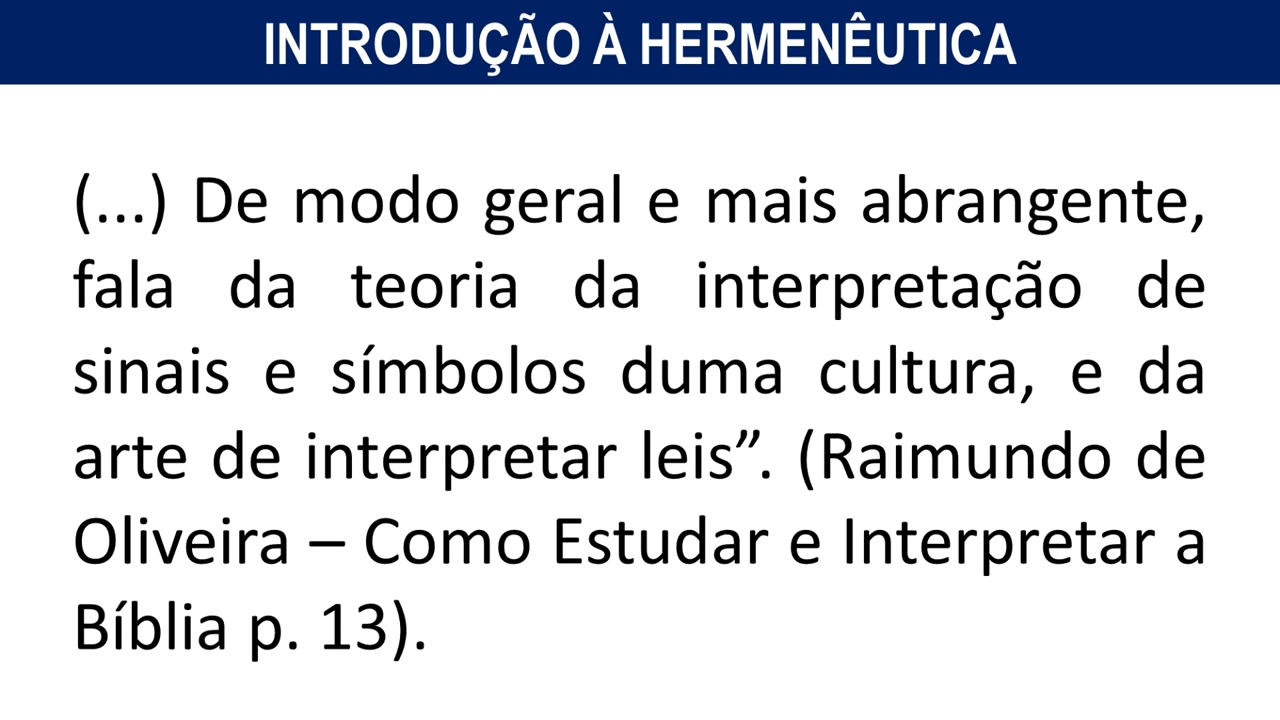 INTRODUÇÃO À HERMENÊUTICA
(...) De modo geral e mais abrangente,
fala da teoria da interpretação de
sinais e símbolos duma cultura, e da
arte de interpretar leis”. (Raimundo de
Oliveira – Como Estudar e Interpretar a
Bíblia p. 13).